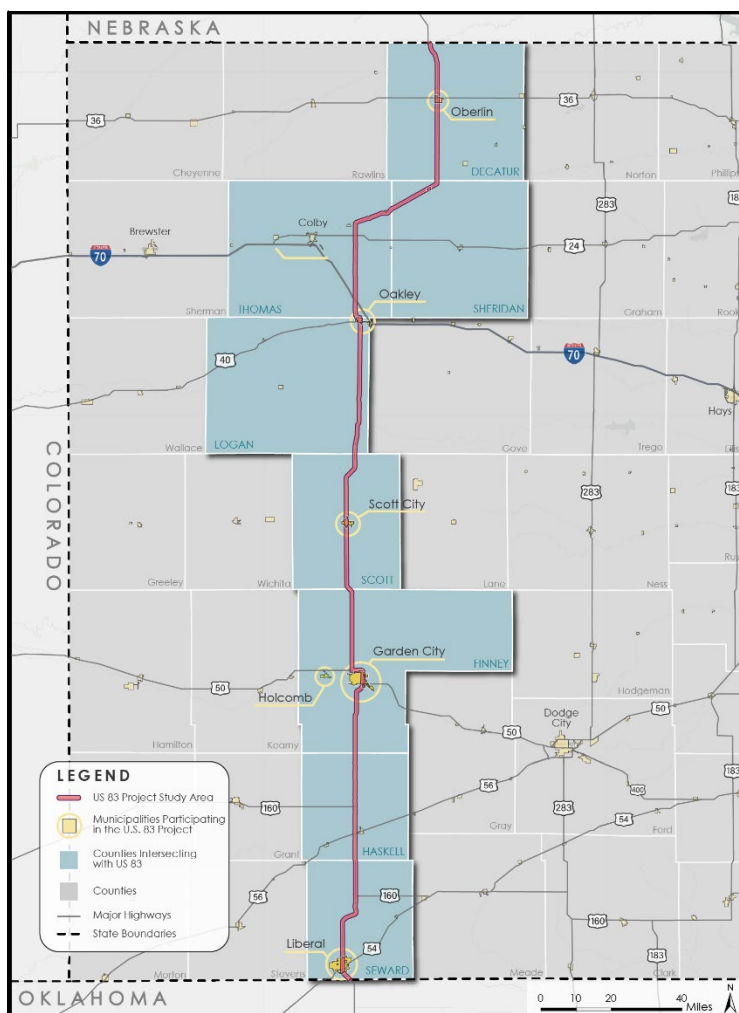 NEBRASKA
36
Oberlin
36
Cheyenne
Rawlins
DECATUR
Norton
Phillips
283
183
Brewster
Colby
24
70
Sherman
THOMAS
Oakley
SHERIDAN
Graham
Rooks
40
70
Hays
Wallace
LOGAN
Gove
Trego
Ellis
183
COLORADO
283
Scott City
Greeley
Wichita
SCOTT
Lane
Ness
Rus
Garden City
FINNEY
Holcomb
50
Hodgeman
Dodge City
50
50
Hamilton
Kearny
183
56
400
LEGEND
US 83 Project Study Area
Municipalities Participating
in the U.S. 83 Project
Counties Intersecting
with US 83
Counties
Major Highways
State Boundaries
160
54
283
Gray
Ford
Grant
HASKELL
56
160
160
Liberal
54
183
Morton
Stevens
SEWARD
Meade
Clark
OKLAHOMA
0 10 20 40
Miles
N